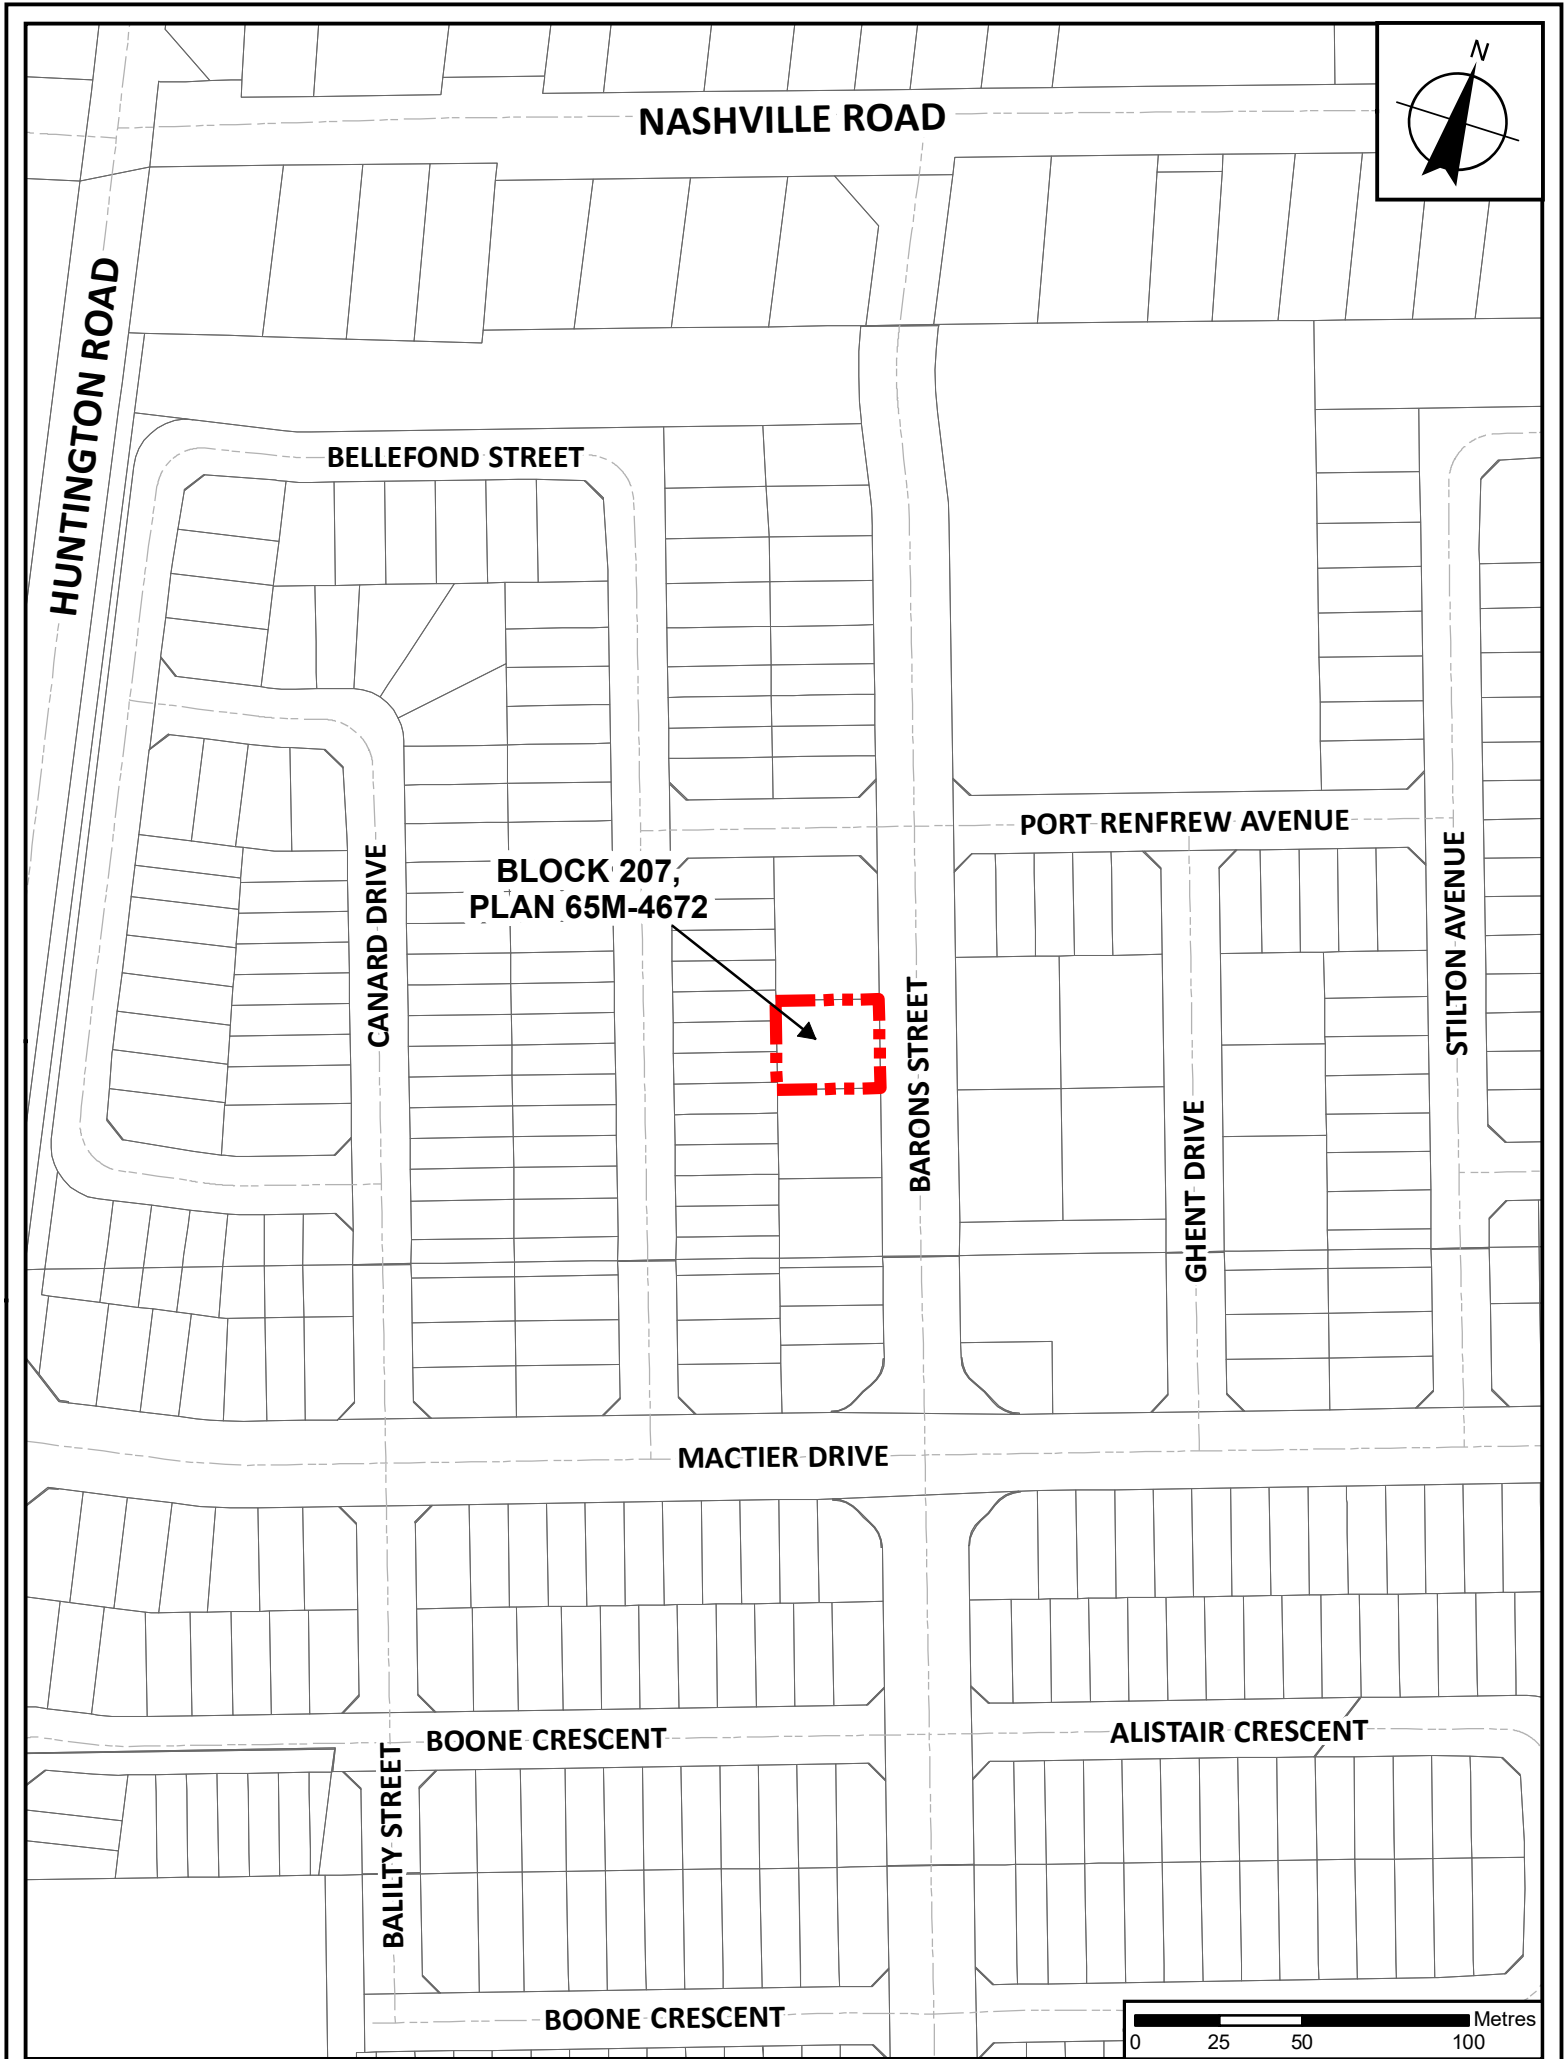 N
NASHVILLE ROAD
HUNTINGTON ROAD
BELLEFOND STREET
PORT RENFREW AVENUE
BLOCK 207,
PLAN 65M-4672
CANARD DRIVE
STILTON AVENUE
BARONS STREET
GHENT DRIVE
MACTIER DRIVE
BOONE CRESCENT
ALISTAIR CRESCENT
BALILTY STREET
BOONE CRESCENT
Metres
0 25 50 100